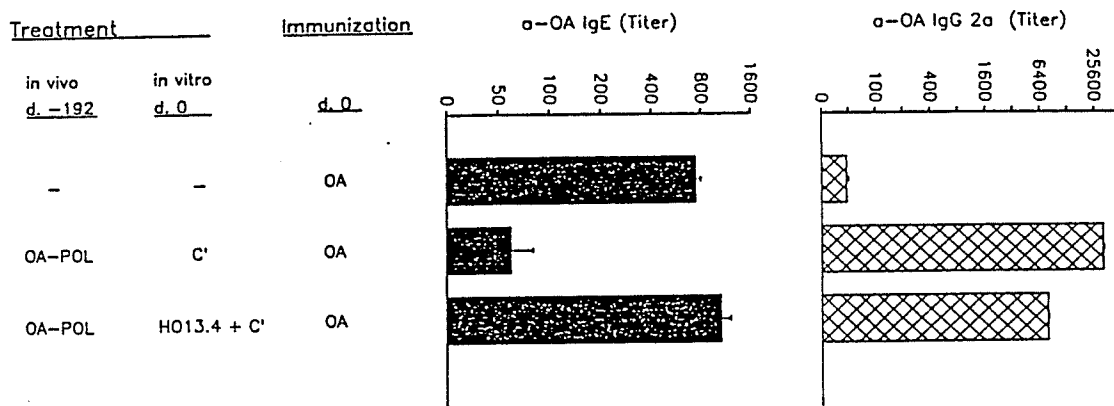 Treatment Immunization a-OA IgE (Titer) a-OA IgG 2a (Titer)
in vivo in vitro
d. -192 d. 0 d. 0
0 50 100 200 400 800 1600
0 100 400 1600 6400 25600
- - OA
OA-POL C' OA
OA-POL HO13.4 + C' OA